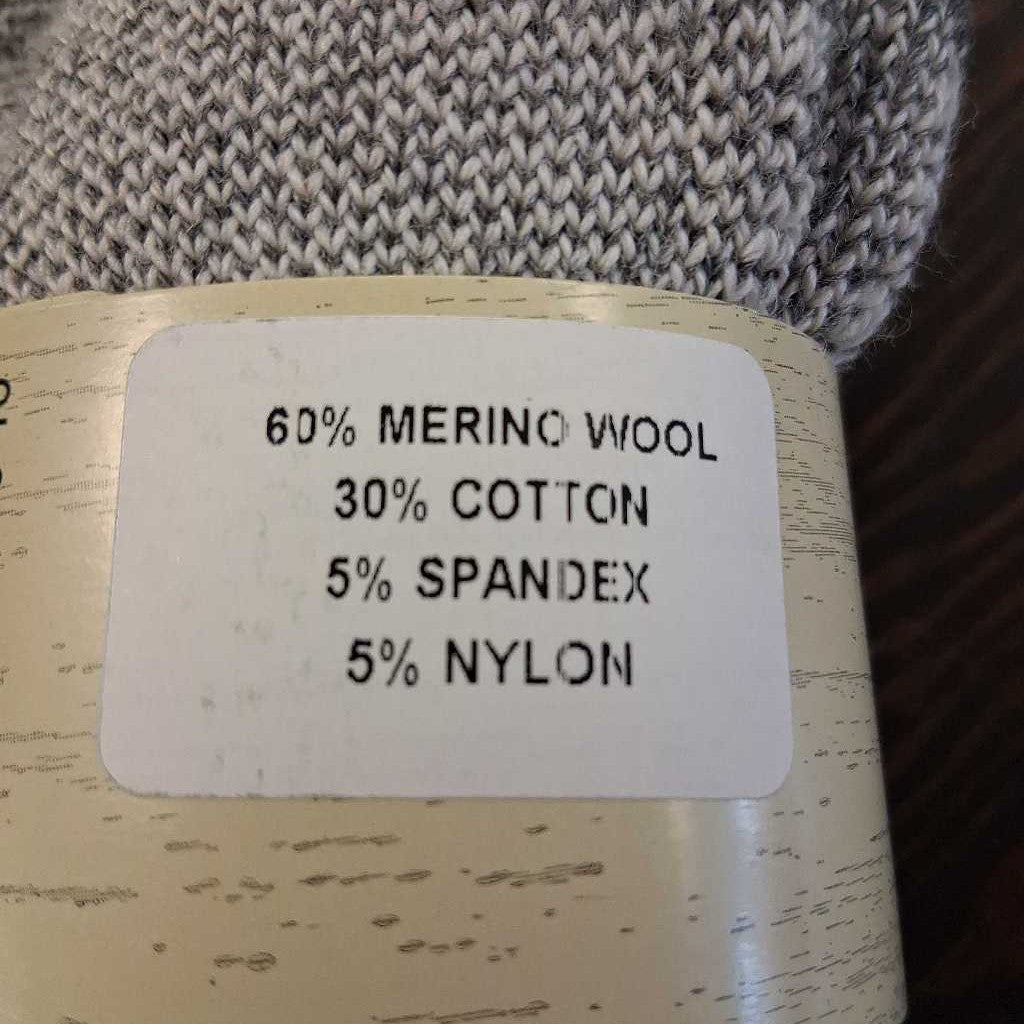 60% MERINO WOOL
30% COTTON
5% SPANDEX
5% NYLON